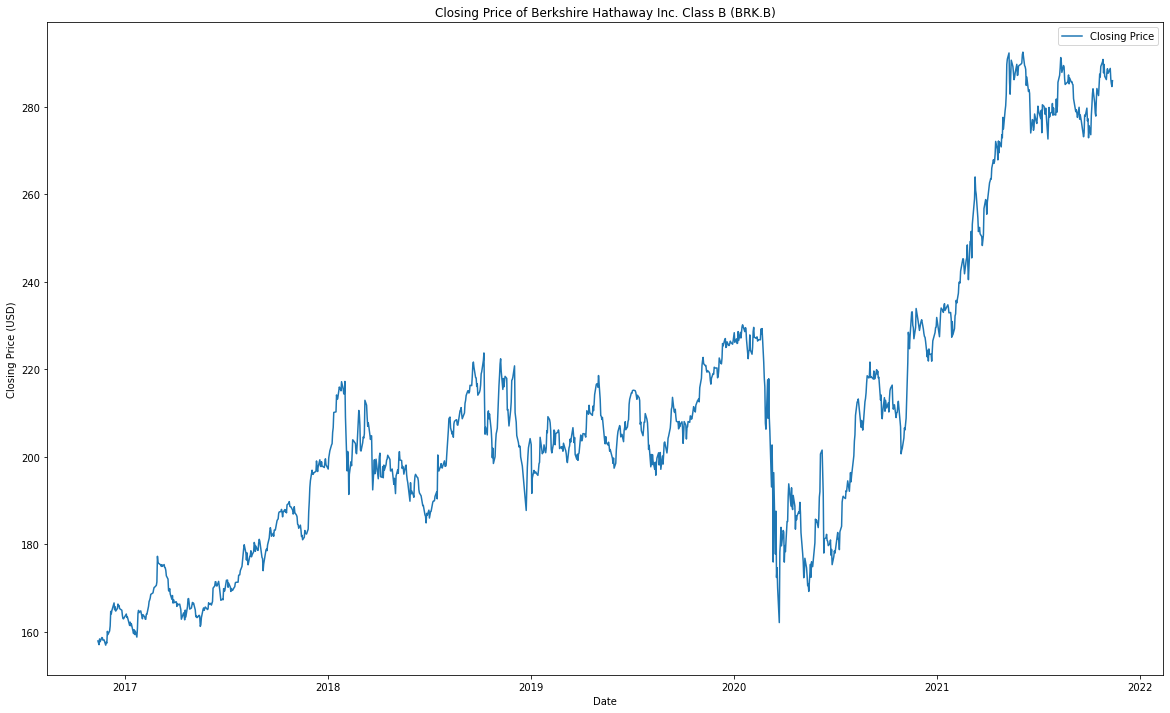 Closing Price of Berkshire Hathaway Inc. Class B (BRK.B)
Closing Price
280
260
240
220
200
180
160
Closing Price (USD)
2017 2018 2019 2020 2021 2022
Date